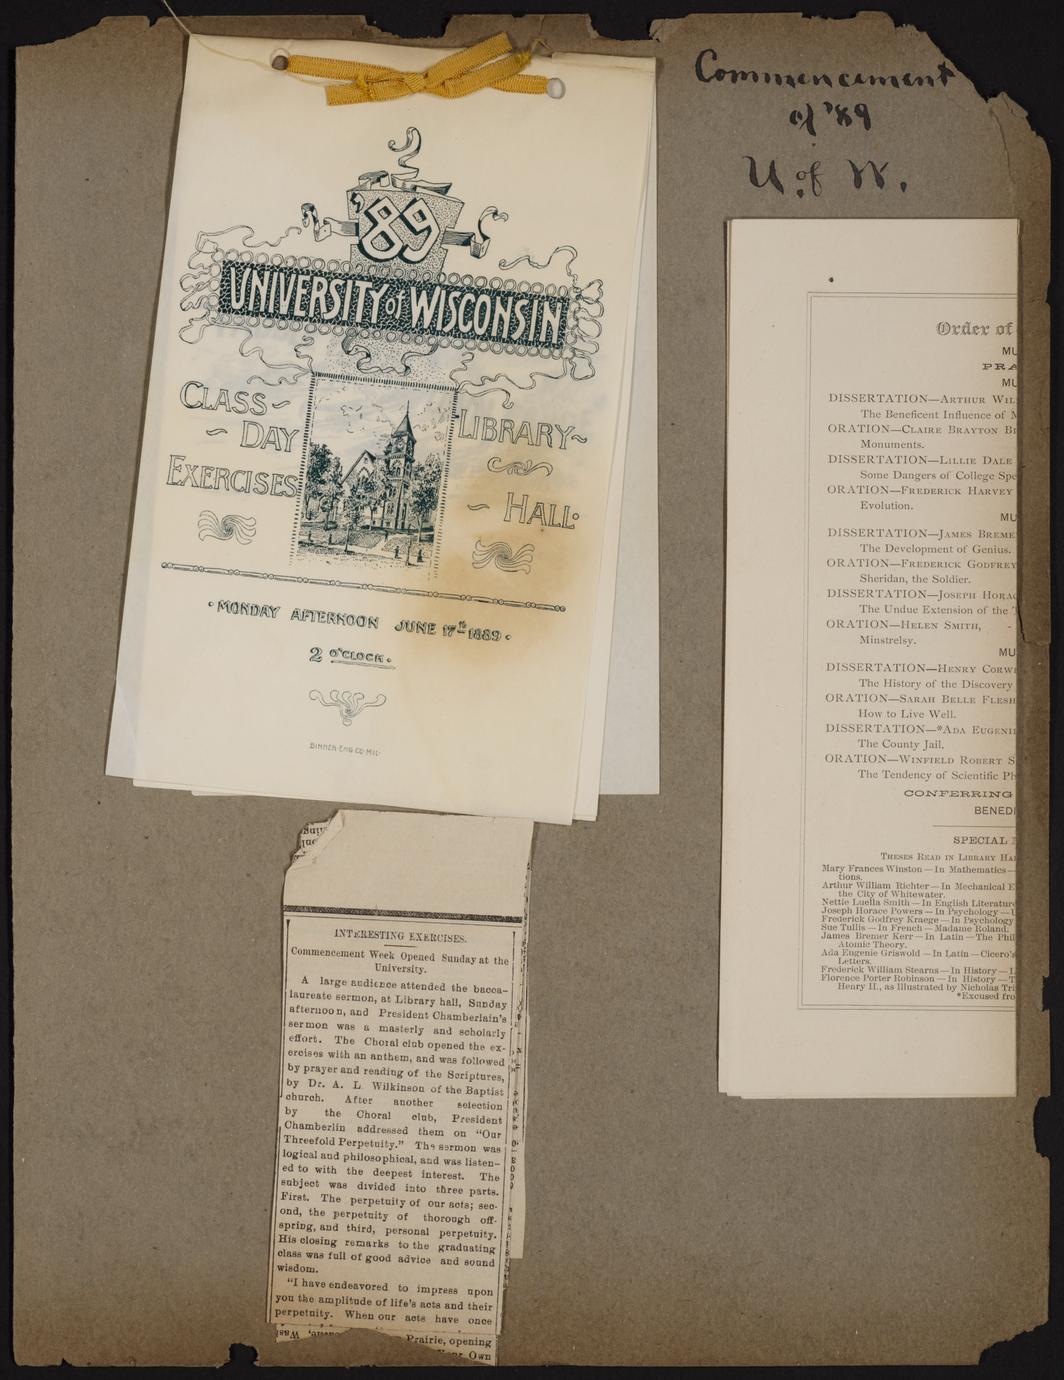 Commencement
of '89
U. of W.
'89
UNIVERSITY of WISCONSIN
CLASS
DAY
EXERCISES
LIBRARY
HALL.
MONDAY AFTERNOON JUNE 17th 1889.
2 O'CLOCK.
BINNER ENG CO MIL.
INTERESTING EXERCISES.
Commencement Week Opened Sunday at the
University.
A large audience attended the bacca-
laureate sermon, at Library hall, Sunday
afternoon, and President Chamberlain's
sermon was a masterly and scholarly
effort. The Choral club opened the ex-
ercises with an anthem, and was followed
by prayer and reading of the Scriptures,
by Dr. A. L Wilkinson of the Baptist
church. After another selection
by the Choral club, President
Chamberlin addressed them on "Our
Threefold Perpetuity." The sermon was
logical and philosophical, and was listen-
ed to with the deepest interest. The
subject was divided into three parts.
First. The perpetuity of our acts; sec-
ond, the perpetuity of thorough off-
spring, and third, personal perpetuity.
His closing remarks to the graduating
class was full of good advice and sound
wisdom.
"I have endeavored to impress upon
you the amplitude of life's acts and their
perpetuity. When our acts have once
Prairie, opening
Own
Order of
MU
PRA
MU
DISSERTATION—ARTHUR WIL
The Beneficent Influence of
ORATION—CLAIRE BRAYTON
Monuments.
DISSERTATION—LILLIE DALE
Some Dangers of College Spe
ORATION—FREDERICK HARVEY
Evolution.
MU
DISSERTATION—JAMES BREME
The Development of Genius.
ORATION—FREDERICK GODFREY
Sheridan, the Soldier.
DISSERTATION—JOSEPH HORAC
The Undue Extension of the
ORATION—HELEN SMITH, -
Minstrelsy.
MU
DISSERTATION—HENRY CORW
The History of the Discovery
ORATION—SARAH BELLE FLESH
How to Live Well.
DISSERTATION—*ADA EUGENIE
The County Jail.
ORATION—WINFIELD ROBERT S
The Tendency of Scientific Ph
CONFERRING
BENEDI
SPECIAL
THESES READ IN LIBRARY HAL
Mary Frances Winston—In Mathematics—
tions.
Arthur William Richter—In Mechanical E
the City of Whitewater.
Nettie Luella Smith—In English Literature
Joseph Horace Powers—In Psychology—
Frederick Godfrey Kraege—In Psychology
Sue Tullis—In French—Madame Roland.
James Bremer Kerr—In Latin—The Phil
Atomic Theory.
Ada Eugenie Griswold—In Latin—Cicero's
Letters.
Frederick William Stearns—In History—
Florence Porter Robinson—In History—T
Henry II., as Illustrated by Nicholas Tri
*Excused fro